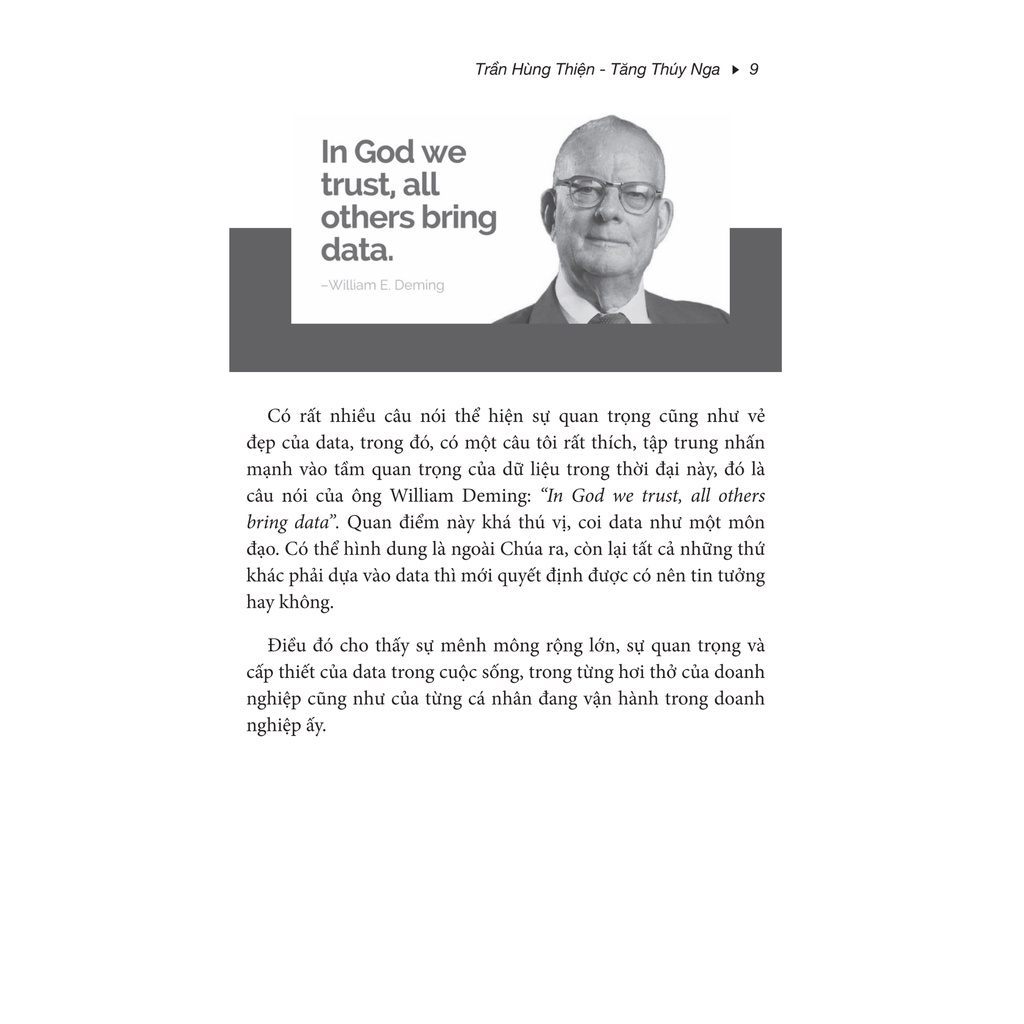 Trần Hùng Thiện - Tăng Thúy Nga ▶ 9
In God we
trust, all
others bring
data.
–William E. Deming
Có rất nhiều câu nói thể hiện sự quan trọng cũng như vẻ
đẹp của data, trong đó, có một câu tôi rất thích, tập trung nhấn
mạnh vào tầm quan trọng của dữ liệu trong thời đại này, đó là
câu nói của ông William Deming: “In God we trust, all others
bring data”. Quan điểm này khá thú vị, coi data như một môn
đạo. Có thể hình dung là ngoài Chúa ra, còn lại tất cả những thứ
khác phải dựa vào data thì mới quyết định được có nên tin tưởng
hay không.
Điều đó cho thấy sự mênh mông rộng lớn, sự quan trọng và
cấp thiết của data trong cuộc sống, trong từng hơi thở của doanh
nghiệp cũng như của từng cá nhân đang vận hành trong doanh
nghiệp ấy.